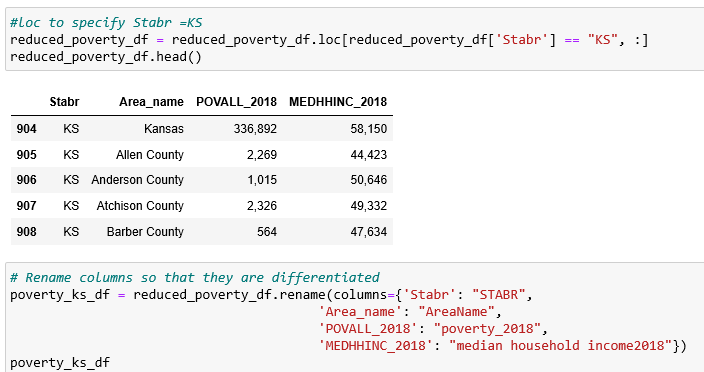 #loc to specify Stabr =KS
reduced_poverty_df = reduced_poverty_df.loc[reduced_poverty_df['Stabr'] == "KS", :]
reduced_poverty_df.head()
Stabr Area_name POVALL_2018 MEDHHINC_2018
904 KS Kansas 336,892 58,150
905 KS Allen County 2,269 44,423
906 KS Anderson County 1,015 50,646
907 KS Atchison County 2,326 49,332
908 KS Barber County 564 47,634
# Rename columns so that they are differentiated
poverty_ks_df = reduced_poverty_df.rename(columns={'Stabr': "STABR",
'Area_name': "AreaName",
'POVALL_2018': "poverty_2018",
'MEDHHINC_2018': "median household income2018"})
poverty_ks_df